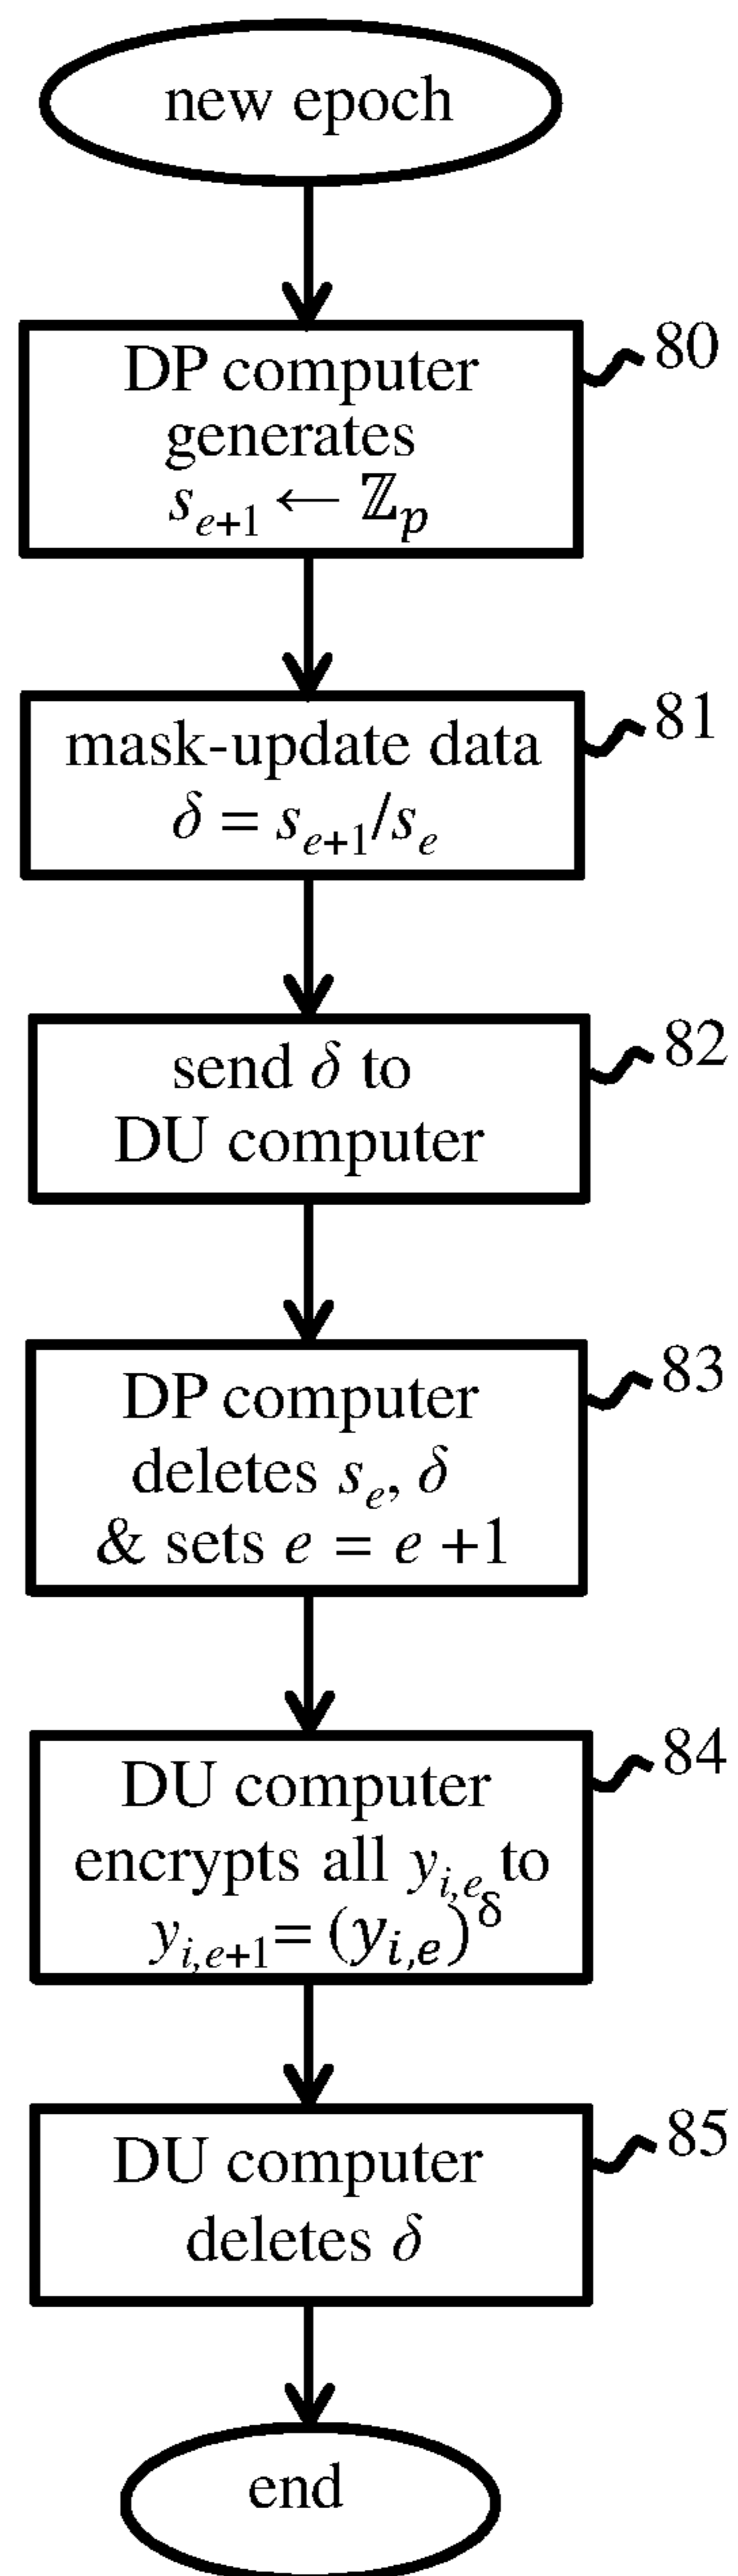 new epoch
DP computer 80
generates
s_{e+1} ← ℤ_p
mask-update data 81
δ = s_{e+1}/s_e
send δ to 82
DU computer
DP computer 83
deletes s_e, δ
& sets e = e +1
DU computer 84
encrypts all y_{i,e} to
y_{i,e+1} = (y_{i,e})^δ
DU computer 85
deletes δ
end